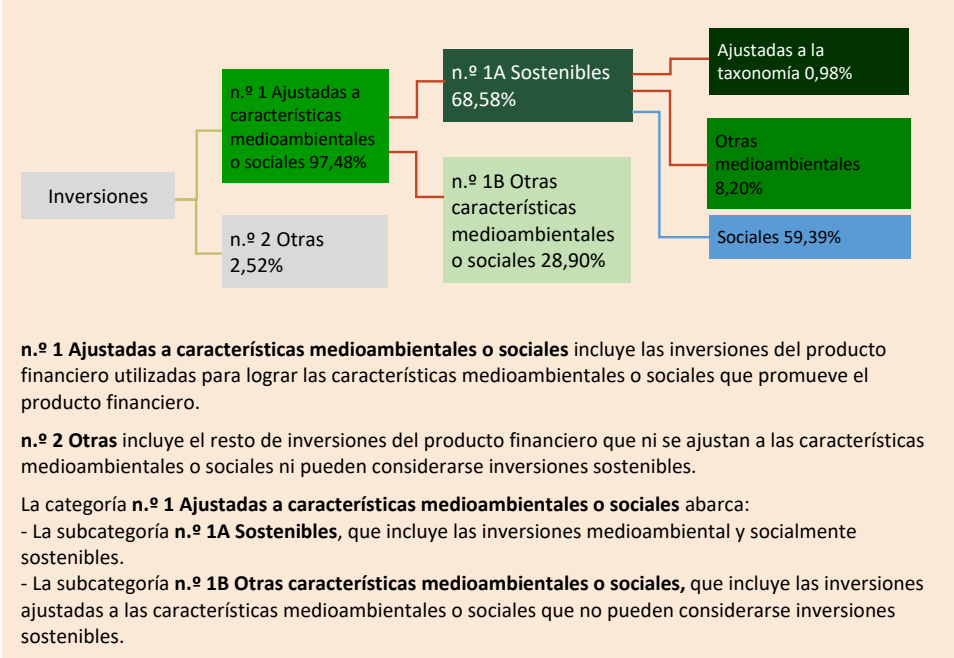 Inversiones
n.º 1 Ajustadas a
características
medioambientales
o sociales 97,48%
n.º 2 Otras
2,52%
n.º 1A Sostenibles
68,58%
n.º 1B Otras
características
medioambientales
o sociales 28,90%
Ajustadas a la
taxonomía 0,98%
Otras
medioambientales
8,20%
Sociales 59,39%
n.º 1 Ajustadas a características medioambientales o sociales incluye las inversiones del producto
financiero utilizadas para lograr las características medioambientales o sociales que promueve el
producto financiero.
n.º 2 Otras incluye el resto de inversiones del producto financiero que ni se ajustan a las características
medioambientales o sociales ni pueden considerarse inversiones sostenibles.
La categoría n.º 1 Ajustadas a características medioambientales o sociales abarca:
- La subcategoría n.º 1A Sostenibles, que incluye las inversiones medioambiental y socialmente
sostenibles.
- La subcategoría n.º 1B Otras características medioambientales o sociales, que incluye las inversiones
ajustadas a las características medioambientales o sociales que no pueden considerarse inversiones
sostenibles.